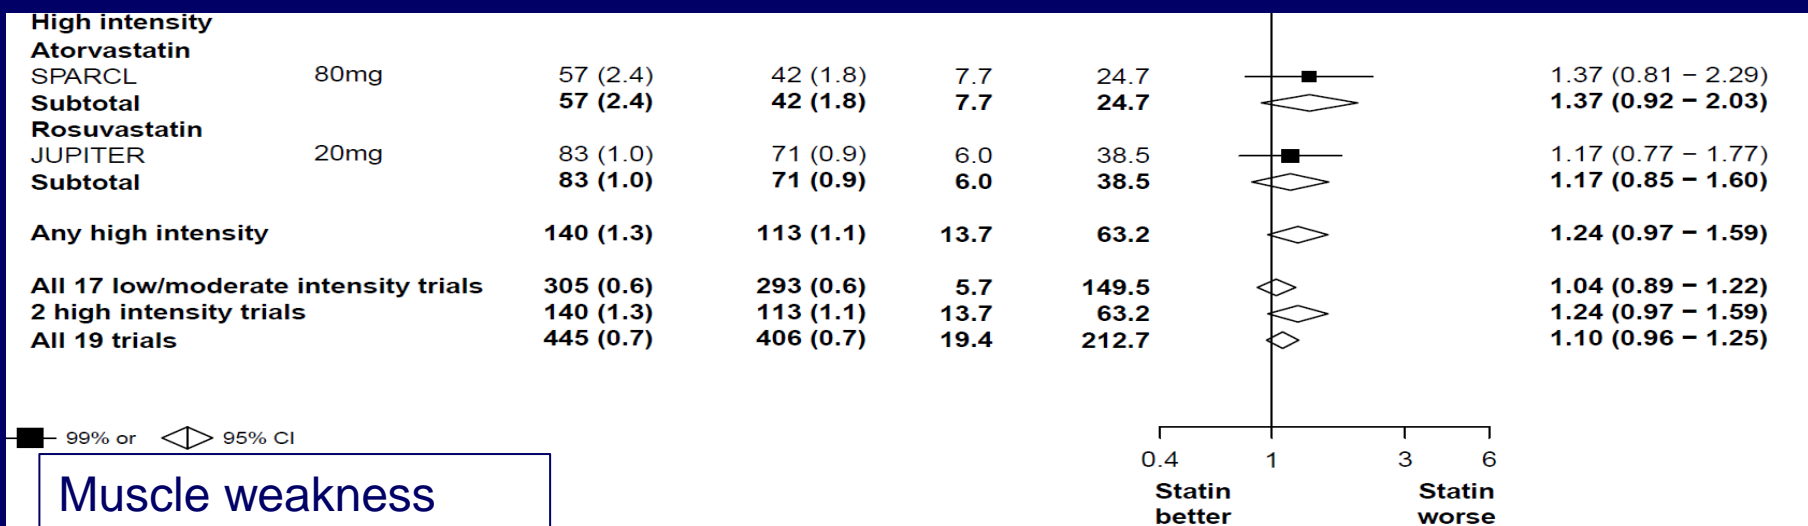 High intensity
Atorvastatin
SPARCL 80mg 57 (2.4) 42 (1.8) 7.7 24.7 1.37 (0.81 − 2.29)
Subtotal 57 (2.4) 42 (1.8) 7.7 24.7 1.37 (0.92 − 2.03)
Rosuvastatin
JUPITER 20mg 83 (1.0) 71 (0.9) 6.0 38.5 1.17 (0.77 − 1.77)
Subtotal 83 (1.0) 71 (0.9) 6.0 38.5 1.17 (0.85 − 1.60)
Any high intensity 140 (1.3) 113 (1.1) 13.7 63.2 1.24 (0.97 − 1.59)
All 17 low/moderate intensity trials 305 (0.6) 293 (0.6) 5.7 149.5 1.04 (0.89 − 1.22)
2 high intensity trials 140 (1.3) 113 (1.1) 13.7 63.2 1.24 (0.97 − 1.59)
All 19 trials 445 (0.7) 406 (0.7) 19.4 212.7 1.10 (0.96 − 1.25)
99% or 95% CI
0.4 1 3 6
Statin better
Statin worse
Muscle weakness